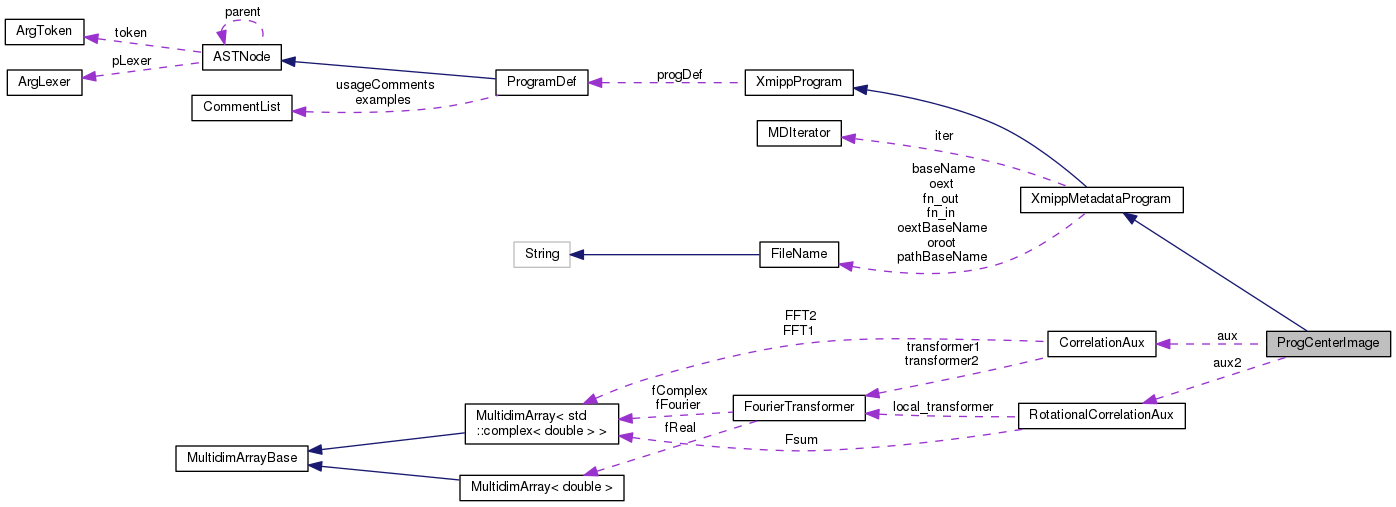 parent
ArgToken
token
ASTNode
pLexer
ArgLexer
usageComments
examples
CommentList
ProgramDef
progDef
XmippProgram
MDIterator
iter
baseName
oext
fn_out
fn_in
oextBaseName
oroot
pathBaseName
XmippMetadataProgram
String
FileName
FFT2
FFT1
CorrelationAux
aux
ProgCenterImage
aux2
transformer1
transformer2
fComplex
fFourier
FourierTransformer
local_transformer
RotationalCorrelationAux
MultidimArray< std
::complex< double > >
fReal
Fsum
MultidimArrayBase
MultidimArray< double >